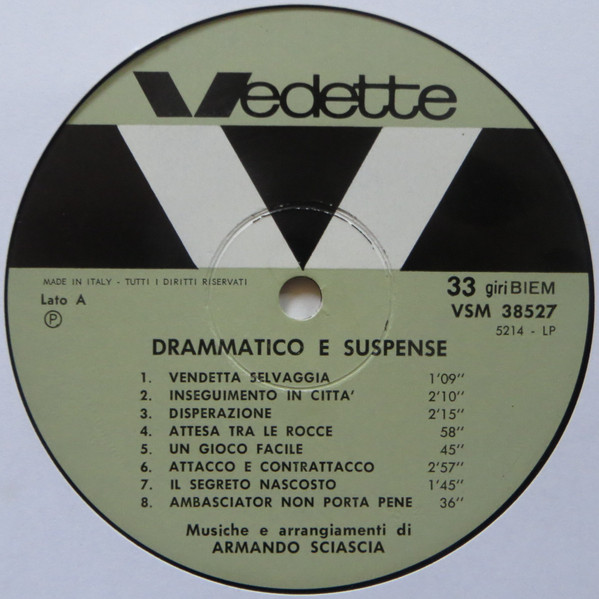 Vedette
MADE IN ITALY - TUTTI I DIRITTI RISERVATI
Lato A
℗
33 giri BIEM
VSM 38527
5214 - LP
DRAMMATICO E SUSPENSE
1. VENDETTA SELVAGGIA 1'09''
2. INSEGUIMENTO IN CITTA' 2'10''
3. DISPERAZIONE 2'15''
4. ATTESA TRA LE ROCCE 58''
5. UN GIOCO FACILE 45''
6. ATTACCO E CONTRATTACCO 2'57''
7. IL SEGRETO NASCOSTO 1'45''
8. AMBASCIATOR NON PORTA PENE 36''
Musiche e arrangiamenti di
ARMANDO SCIASCIA